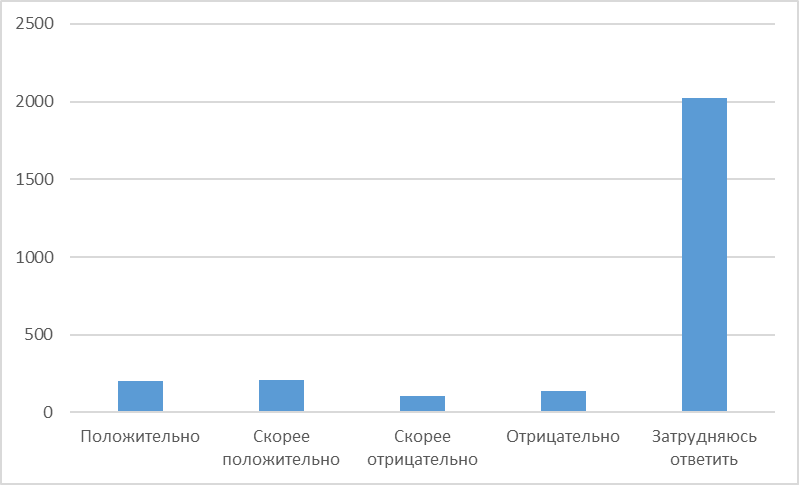 2500
2000
1500
1000
500
0
Положительно
Скорее
положительно
Скорее
отрицательно
Отрицательно
Затрудняюсь
ответить